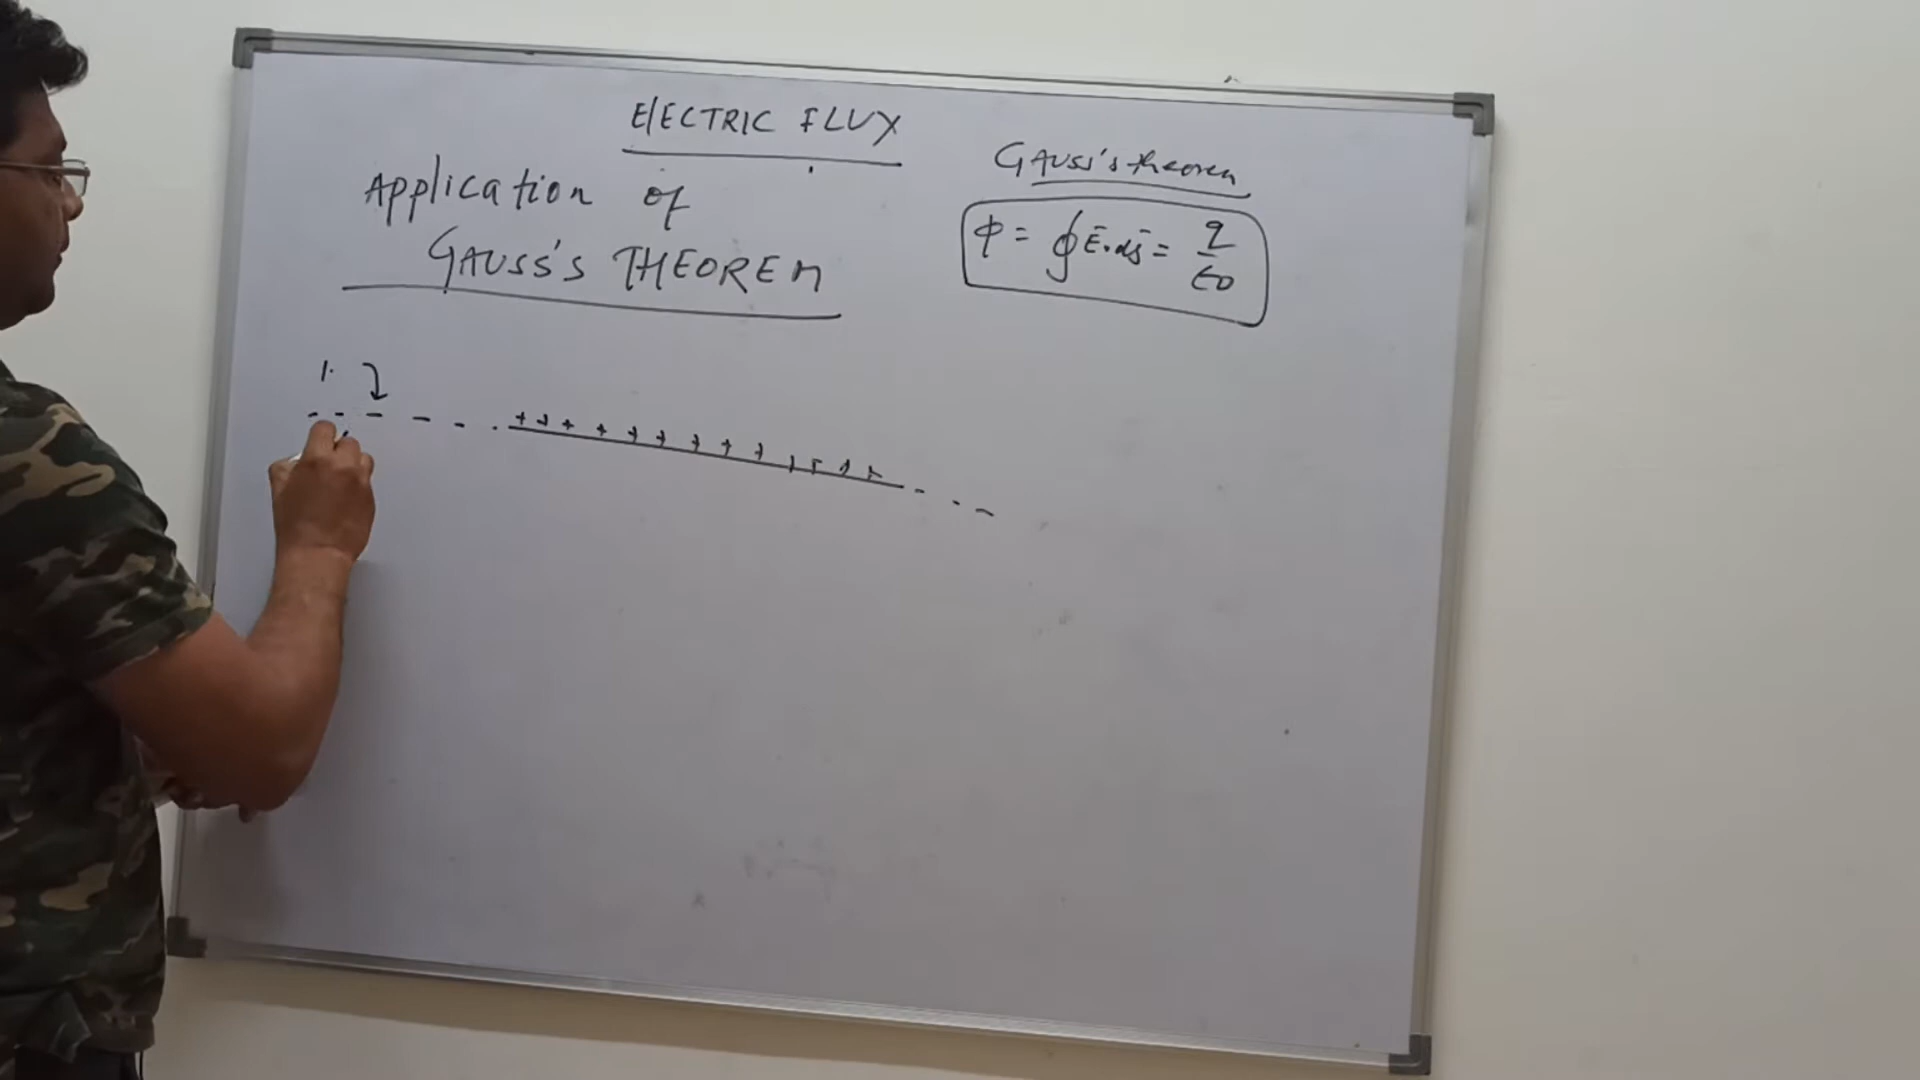 ELECTRIC FLUX
Application of
GAUSS'S THEOREM
GAUSS's theorem
φ = ∮Ē.ds̄ = q/ε0
1.
+ + + + + + + + + + + + +